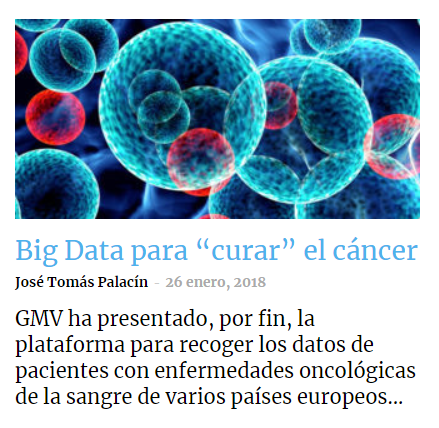 Big Data para “curar” el cáncer
José Tomás Palacín - 26 enero, 2018
GMV ha presentado, por fin, la
plataforma para recoger los datos de
pacientes con enfermedades oncológicas
de la sangre de varios países europeos...